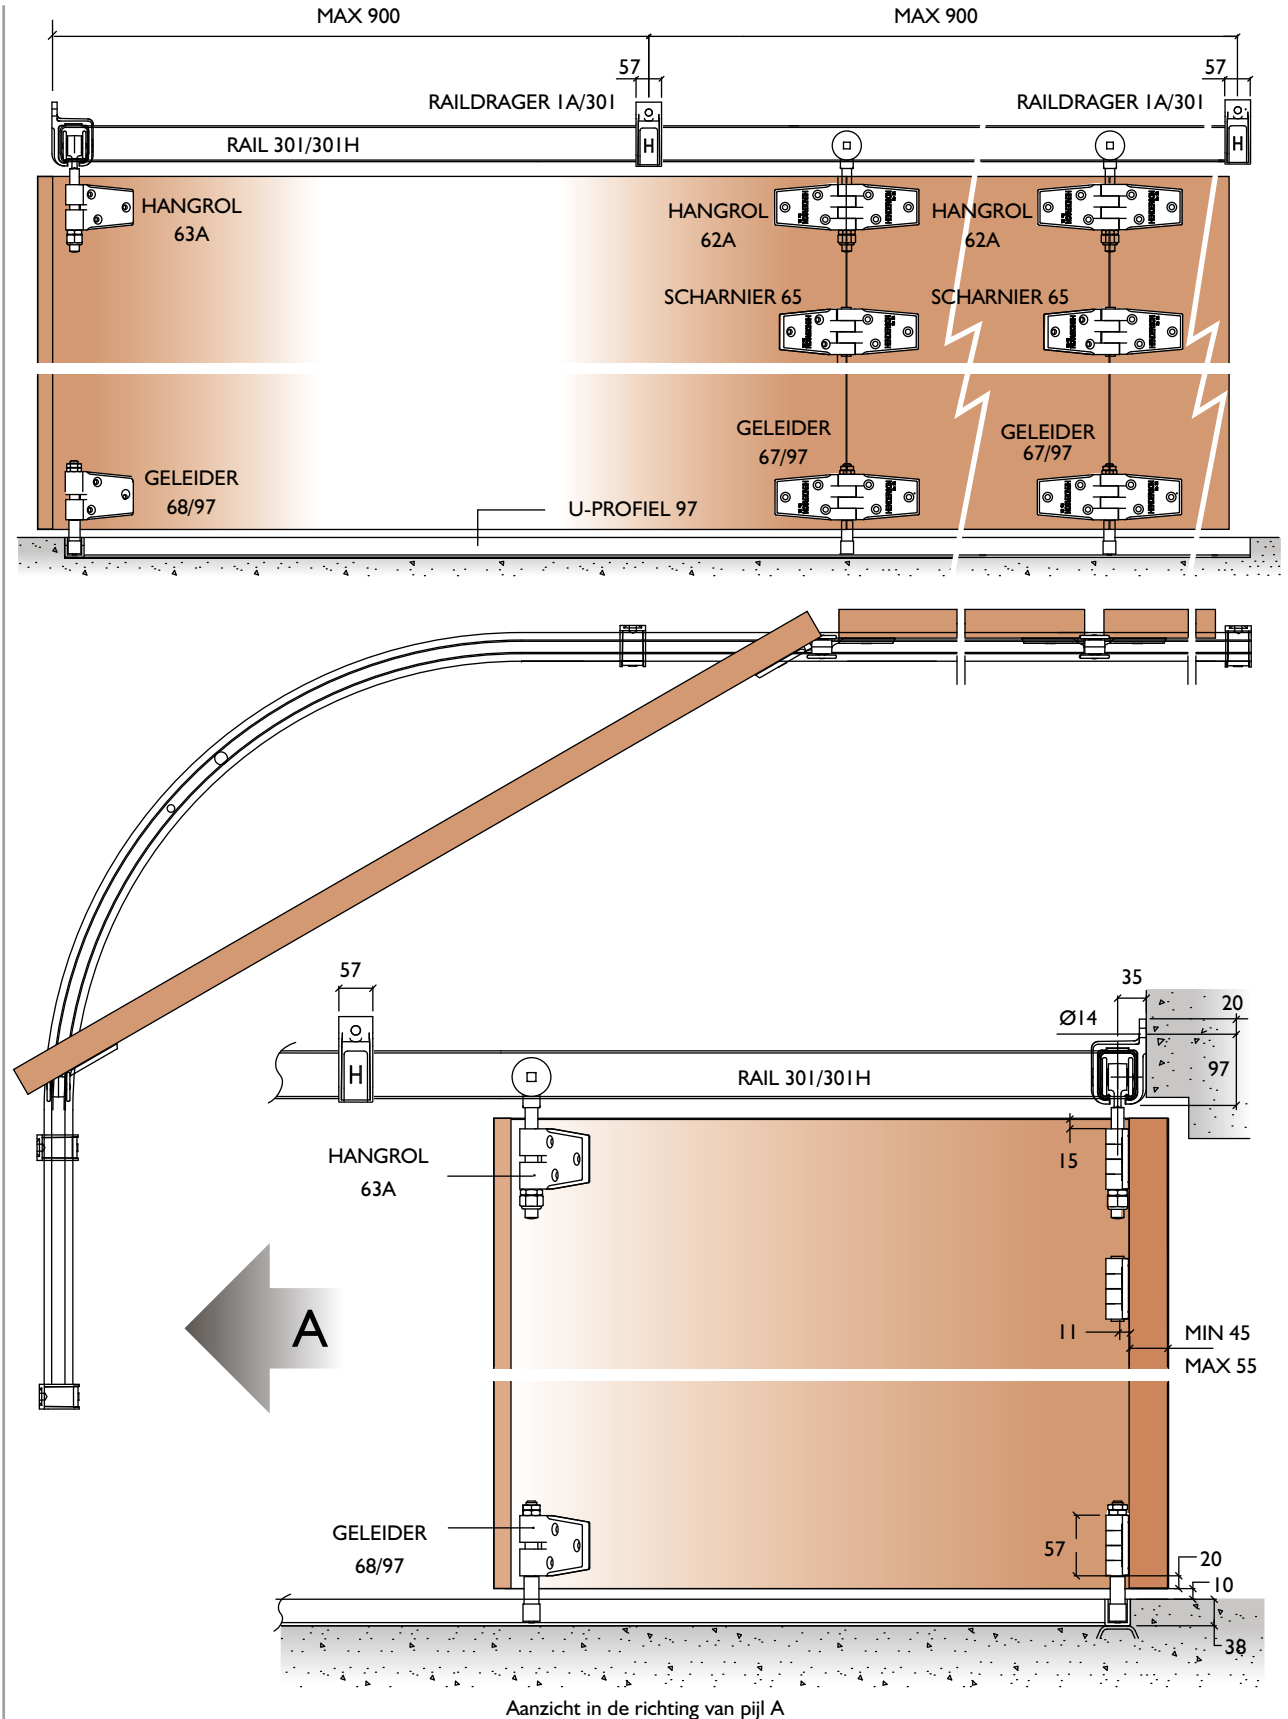 MAX 900
MAX 900
57
57
RAILDRAGER 1A/301
RAILDRAGER 1A/301
RAIL 301/301H
H
H
HANGROL
63A
HANGROL
62A
HANGROL
62A
SCHARNIER 65
SCHARNIER 65
GELEIDER
67/97
GELEIDER
67/97
GELEIDER
68/97
U-PROFIEL 97
57
35
20
Ø14
97
H
RAIL 301/301H
HANGROL
63A
15
A
11
MIN 45
MAX 55
GELEIDER
68/97
57
20
10
38
Aanzicht in de richting van pijl A